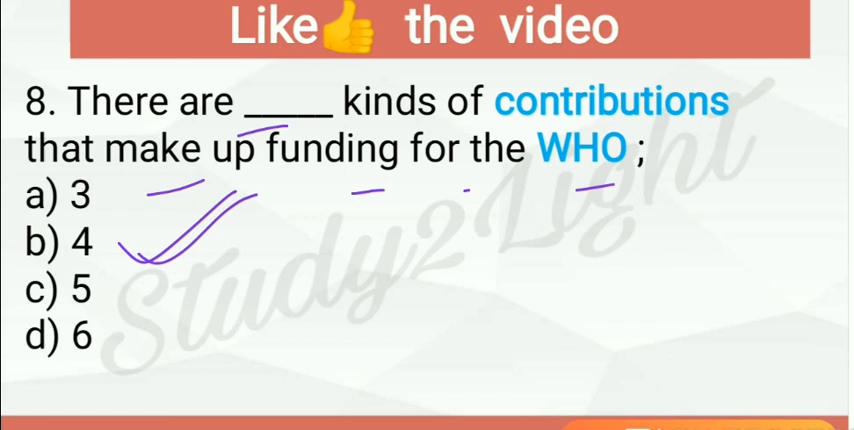 Like👍 the video
8. There are _____ kinds of contributions
that make up funding for the WHO ;
a) 3
b) 4
c) 5
d) 6
Study2Light